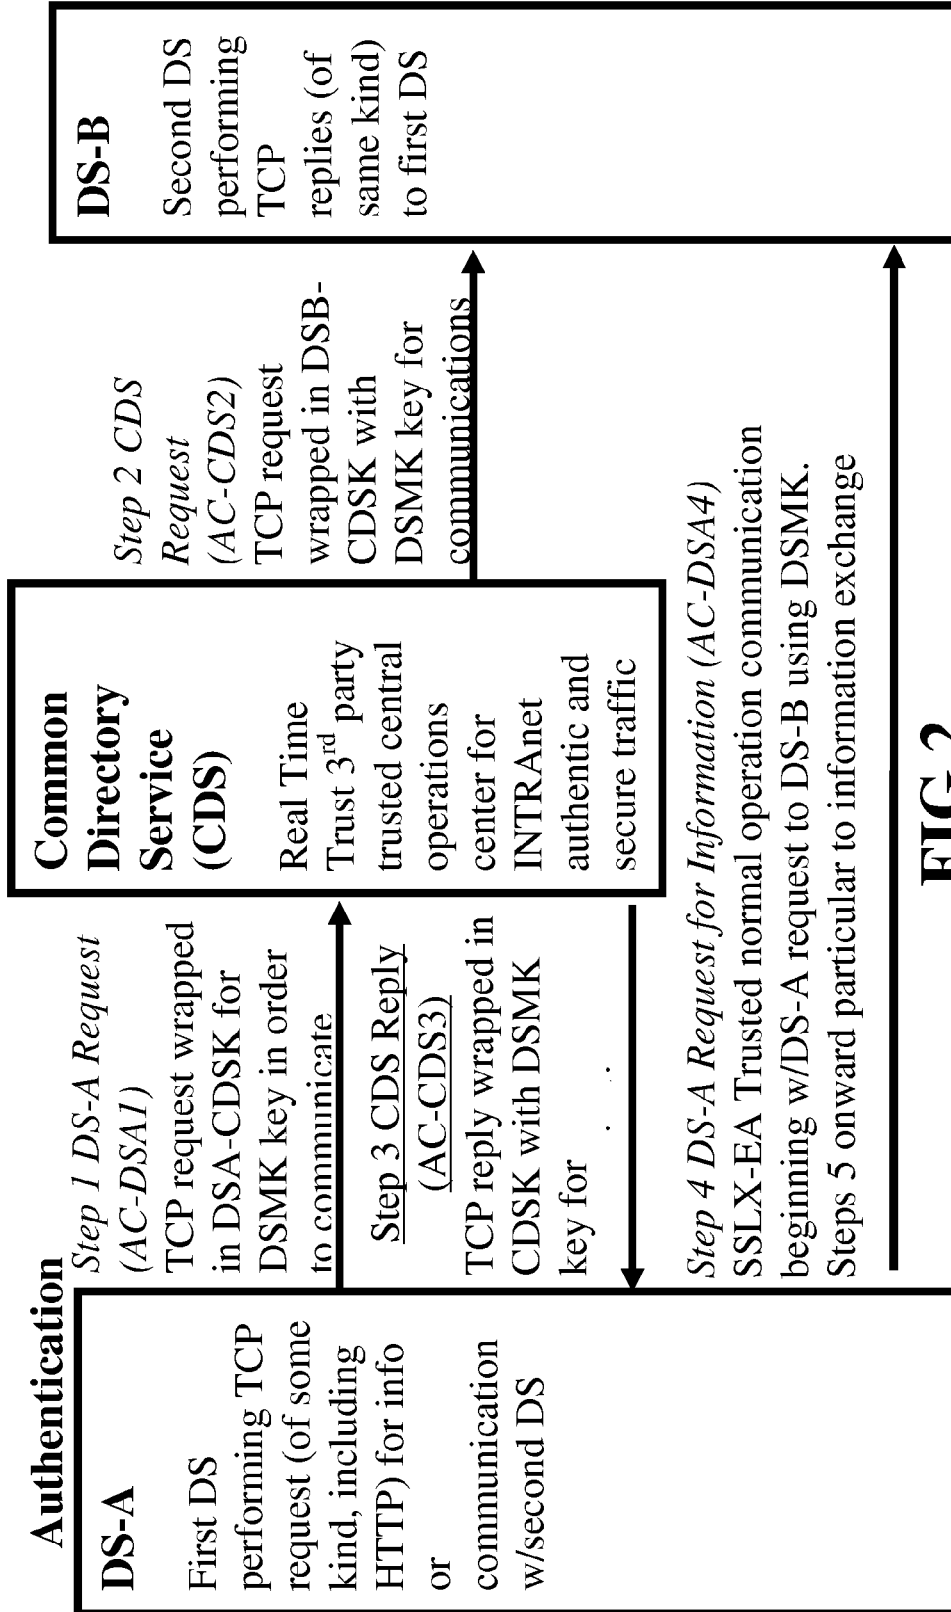 Authentication
DS-A
First DS
performing TCP
request (of some
kind, including
HTTP) for info
or
communication
w/second DS
Step 1 DS-A Request
(AC-DSA1)
TCP request wrapped
in DSA-CDSK for
DSMK key in order
to communicate
Step 3 CDS Reply
(AC-CDS3)
TCP reply wrapped in
CDSK with DSMK
key for
Common
Directory
Service
(CDS)
Real Time
Trust 3rd party
trusted central
operations
center for
INTRAnet
authentic and
secure traffic
Step 2 CDS
Request
(AC-CDS2)
TCP request
wrapped in DSB-
CDSK with
DSMK key for
communications
DS-B
Second DS
performing
TCP
replies (of
same kind)
to first DS
Step 4 DS-A Request for Information (AC-DSA4)
SSLX-EA Trusted normal operation communication
beginning w/DS-A request to DS-B using DSMK.
Steps 5 onward particular to information exchange
FIG 2